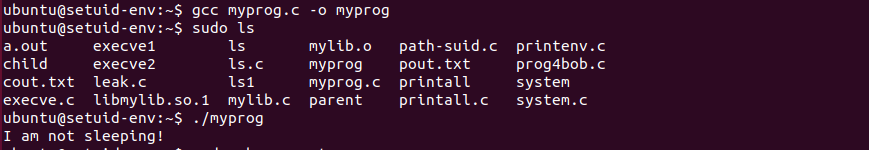 ubuntu@setuid-env:~$ gcc myprog.c -o myprog
ubuntu@setuid-env:~$ sudo ls
a.out execve1 ls mylib.o path-suid.c printenv.c
child execve2 ls.c myprog pout.txt prog4bob.c
cout.txt leak.c ls1 myprog.c printall system
execve.c libmylib.so.1 mylib.c parent printall.c system.c
ubuntu@setuid-env:~$ ./myprog
I am not sleeping!